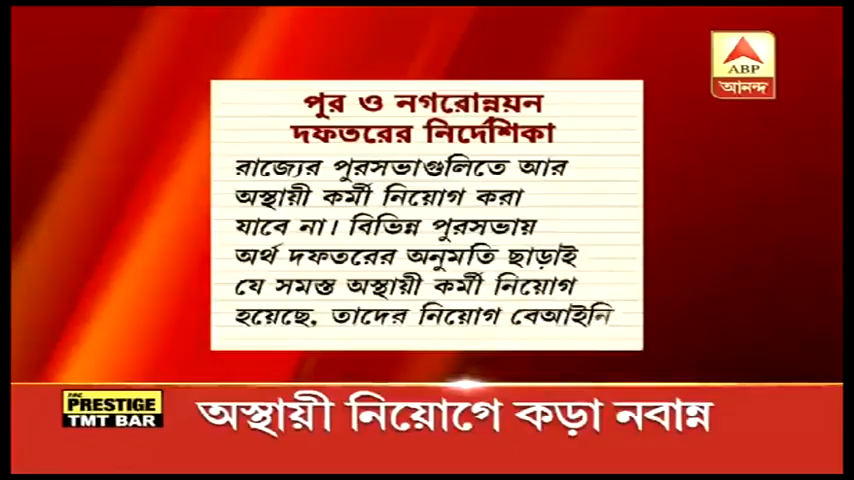 ABP
আনন্দ
পুর ও নগরোন্নয়ন
দফতরের নির্দেশিকা
রাজ্যের পুরসভাগুলিতে আর
অস্থায়ী কর্মী নিয়োগ করা
যাবে না। বিভিন্ন পুরসভায়
অর্থ দফতরের অনুমতি ছাড়াই
যে সমস্ত অস্থায়ী কর্মী নিয়োগ
হয়েছে, তাদের নিয়োগ বেআইনি
PRESTIGE
TMT BAR
অস্থায়ী নিয়োগে কড়া নবান্ন